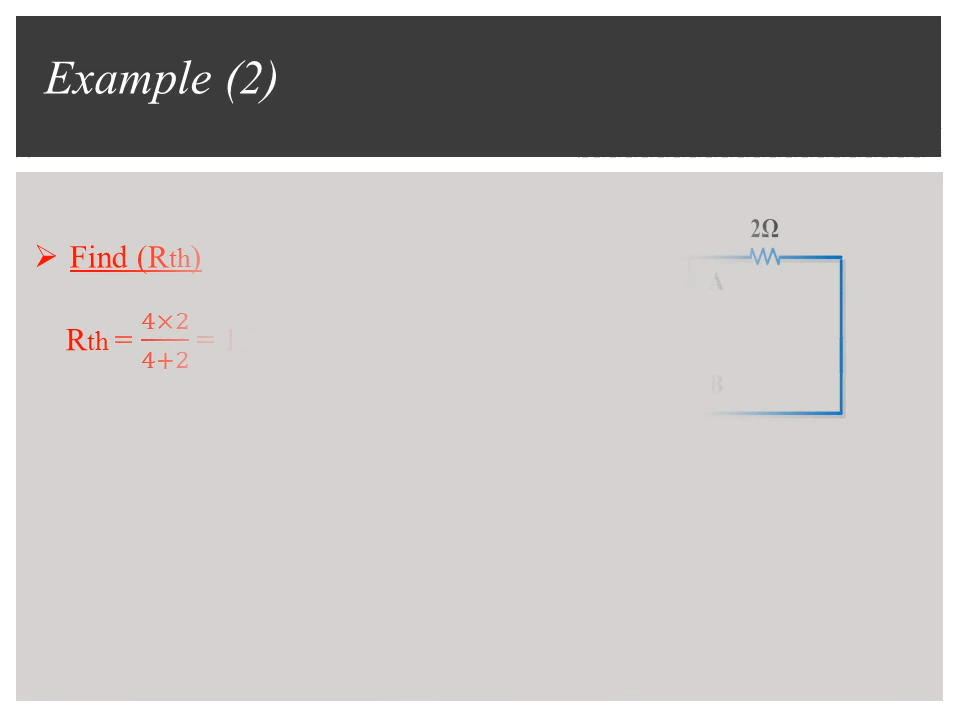 Example (2)
2Ω
➢ Find (Rth)
A
Rth = 4×2/4+2 =
B